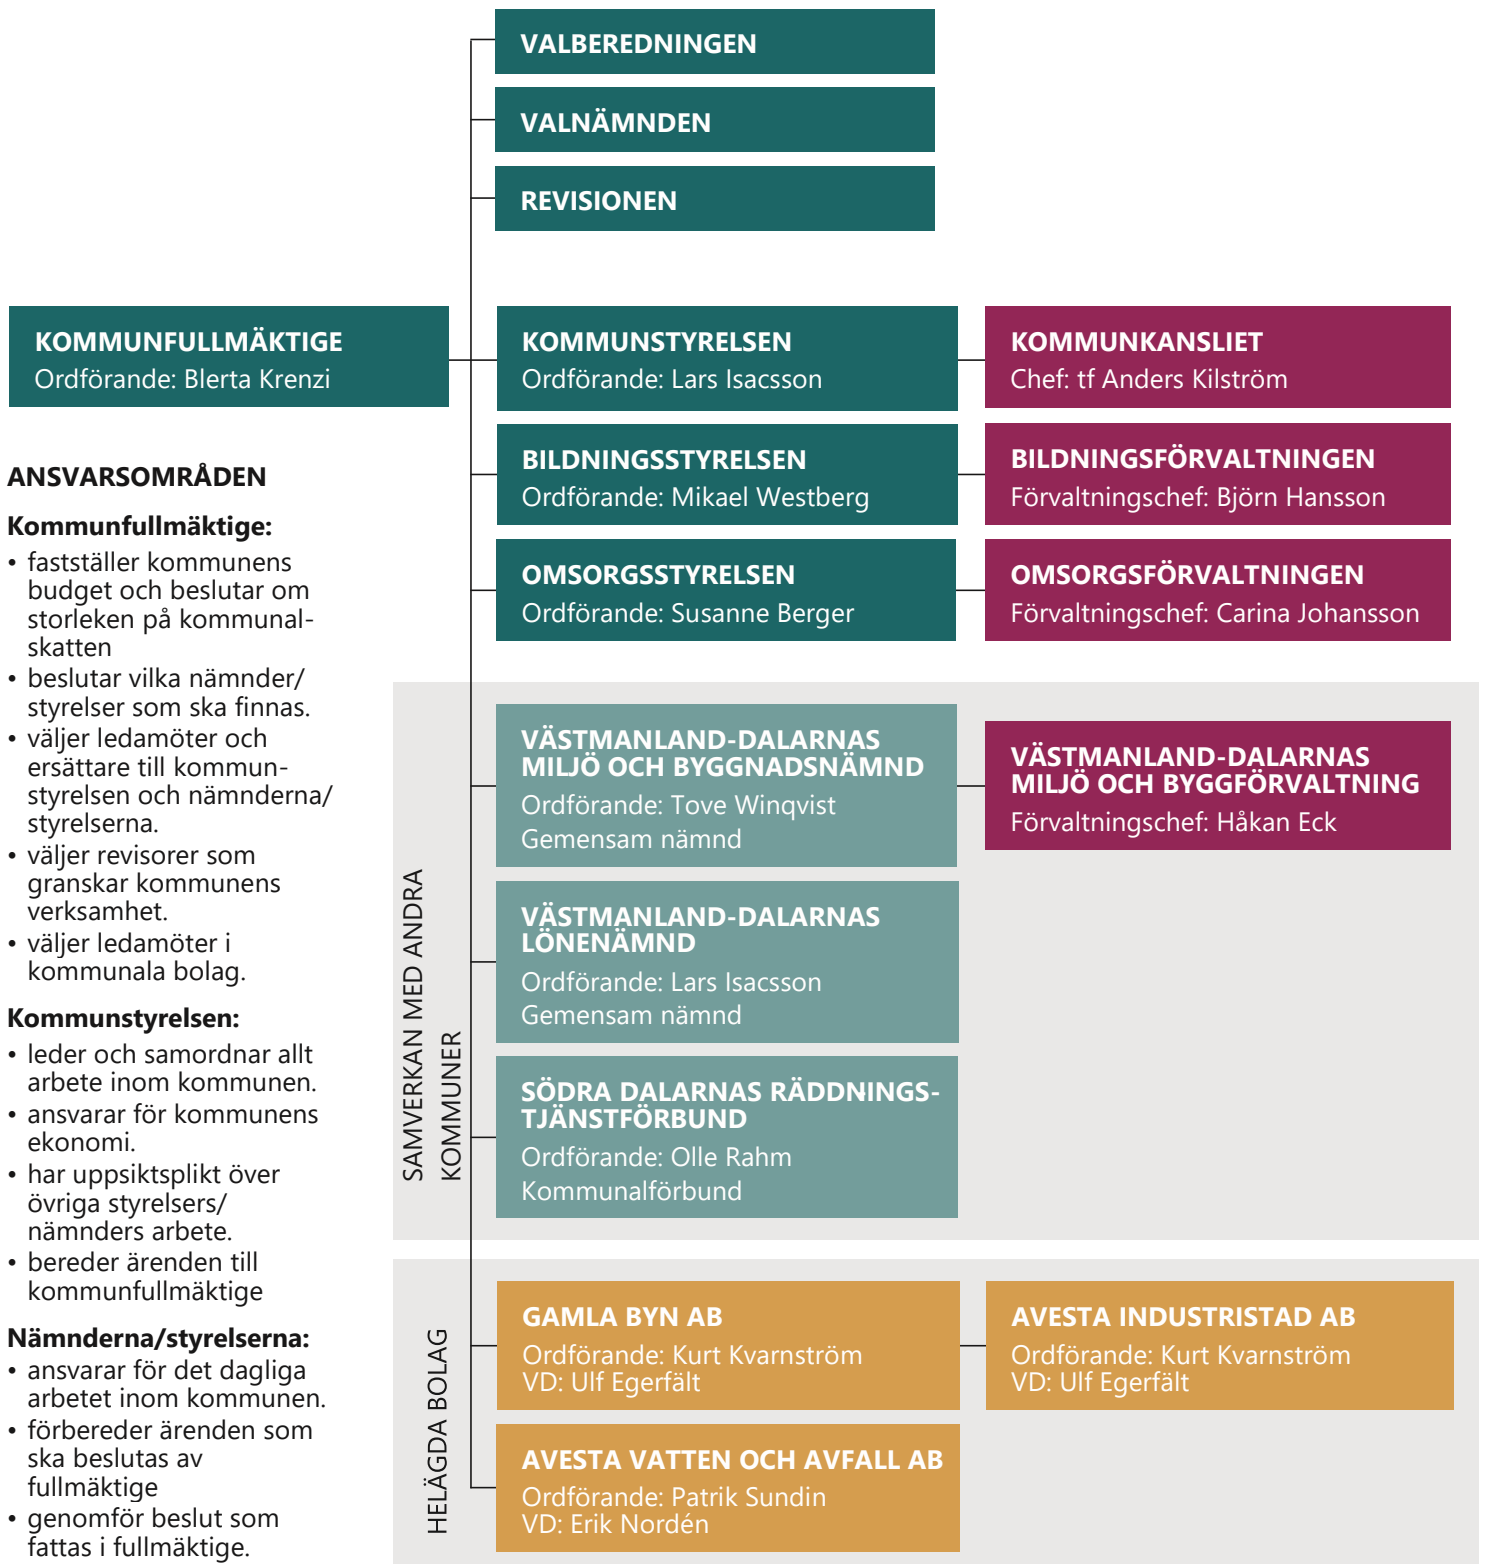 VALBEREDNINGEN
VALNÄMNDEN
REVISIONEN
KOMMUNFULLMÄKTIGE
Ordförande: Blerta Krenzi
KOMMUNSTYRELSEN
Ordförande: Lars Isacsson
KOMMUNKANSLIET
Chef: tf Anders Kilström
BILDNINGSSTYRELSEN
Ordförande: Mikael Westberg
BILDNINGSFÖRVALTNINGEN
Förvaltningschef: Björn Hansson
OMSORGSSTYRELSEN
Ordförande: Susanne Berger
OMSORGSFÖRVALTNINGEN
Förvaltningschef: Carina Johansson
ANSVARSOMRÅDEN
Kommunfullmäktige:
• fastställer kommunens
budget och beslutar om
storleken på kommunal-
skatten
• beslutar vilka nämnder/
styrelser som ska finnas.
• väljer ledamöter och
ersättare till kommun-
styrelsen och nämnderna/
styrelserna.
• väljer revisorer som
granskar kommunens
verksamhet.
• väljer ledamöter i
kommunala bolag.
Kommunstyrelsen:
• leder och samordnar allt
arbete inom kommunen.
• ansvarar för kommunens
ekonomi.
• har uppsiktsplikt över
övriga styrelsers/
nämnders arbete.
• bereder ärenden till
kommunfullmäktige
Nämnderna/styrelserna:
• ansvarar för det dagliga
arbetet inom kommunen.
• förbereder ärenden som
ska beslutas av
fullmäktige
• genomför beslut som
fattas i fullmäktige.
SAMVERKAN MED ANDRA
KOMMUNER
VÄSTMANLAND-DALARNAS
MILJÖ OCH BYGGNADSNÄMND
Ordförande: Tove Winqvist
Gemensam nämnd
VÄSTMANLAND-DALARNAS
MILJÖ OCH BYGGFÖRVALTNING
Förvaltningschef: Håkan Eck
VÄSTMANLAND-DALARNAS
LÖNENÄMND
Ordförande: Lars Isacsson
Gemensam nämnd
SÖDRA DALARNAS RÄDDNINGS-
TJÄNSTFÖRBUND
Ordförande: Olle Rahm
Kommunalförbund
HELÄGDA BOLAG
GAMLA BYN AB
Ordförande: Kurt Kvarnström
VD: Ulf Egerfält
AVESTA INDUSTRISTAD AB
Ordförande: Kurt Kvarnström
VD: Ulf Egerfält
AVESTA VATTEN OCH AVFALL AB
Ordförande: Patrik Sundin
VD: Erik Nordén